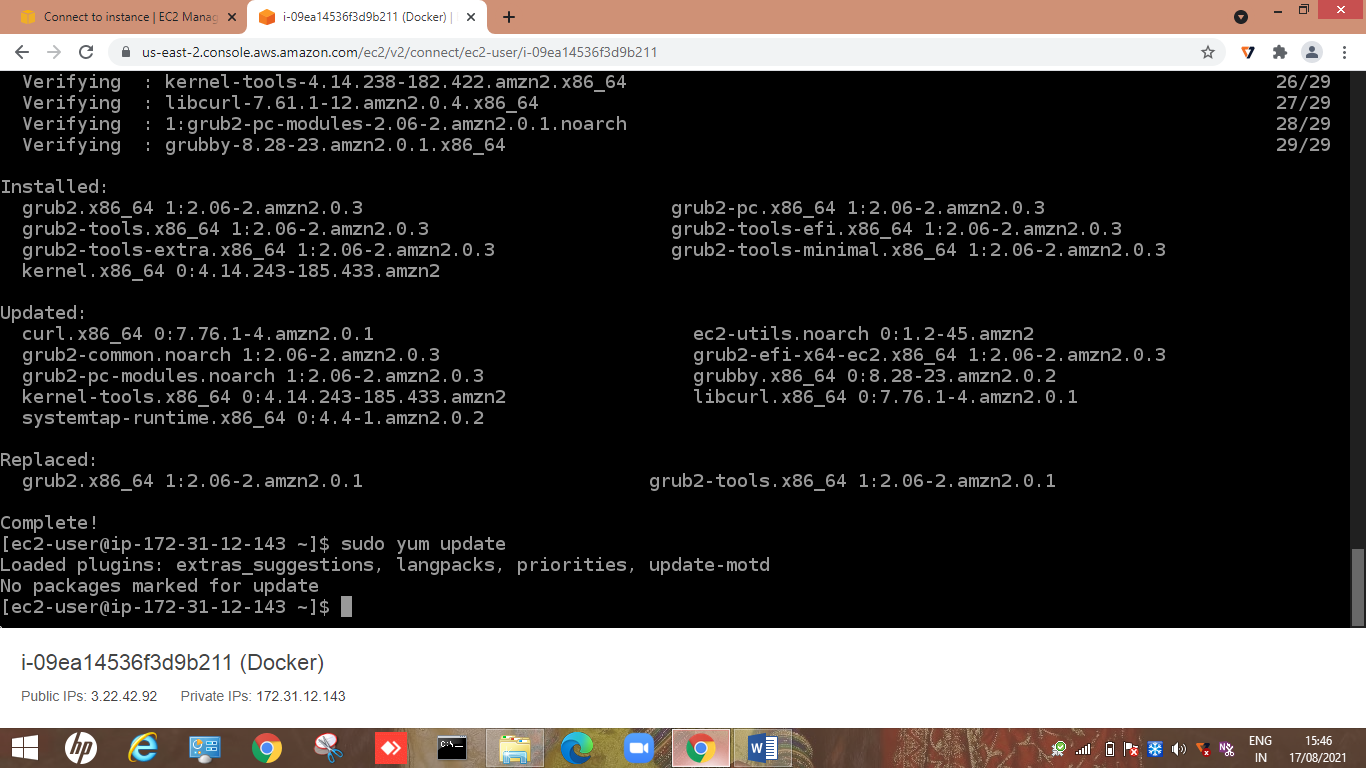 Connect to instance | EC2 Manag
i-09ea14536f3d9b211 (Docker) |
us-east-2.console.aws.amazon.com/ec2/v2/connect/ec2-user/i-09ea14536f3d9b211
Verifying : kernel-tools-4.14.238-182.422.amzn2.x86_64 26/29
Verifying : libcurl-7.61.1-12.amzn2.0.4.x86_64 27/29
Verifying : 1:grub2-pc-modules-2.06-2.amzn2.0.1.noarch 28/29
Verifying : grubby-8.28-23.amzn2.0.1.x86_64 29/29
Installed:
grub2.x86_64 1:2.06-2.amzn2.0.3 grub2-pc.x86_64 1:2.06-2.amzn2.0.3
grub2-tools.x86_64 1:2.06-2.amzn2.0.3 grub2-tools-efi.x86_64 1:2.06-2.amzn2.0.3
grub2-tools-extra.x86_64 1:2.06-2.amzn2.0.3 grub2-tools-minimal.x86_64 1:2.06-2.amzn2.0.3
kernel.x86_64 0:4.14.243-185.433.amzn2
Updated:
curl.x86_64 0:7.76.1-4.amzn2.0.1 ec2-utils.noarch 0:1.2-45.amzn2
grub2-common.noarch 1:2.06-2.amzn2.0.3 grub2-efi-x64-ec2.x86_64 1:2.06-2.amzn2.0.3
grub2-pc-modules.noarch 1:2.06-2.amzn2.0.3 grubby.x86_64 0:8.28-23.amzn2.0.2
kernel-tools.x86_64 0:4.14.243-185.433.amzn2 libcurl.x86_64 0:7.76.1-4.amzn2.0.1
systemtap-runtime.x86_64 0:4.4-1.amzn2.0.2
Replaced:
grub2.x86_64 1:2.06-2.amzn2.0.1 grub2-tools.x86_64 1:2.06-2.amzn2.0.1
Complete!
[ec2-user@ip-172-31-12-143 ~]$ sudo yum update
Loaded plugins: extras_suggestions, langpacks, priorities, update-motd
No packages marked for update
[ec2-user@ip-172-31-12-143 ~]$
i-09ea14536f3d9b211 (Docker)
Public IPs: 3.22.42.92 Private IPs: 172.31.12.143
ENG 15:46
IN 17/08/2021